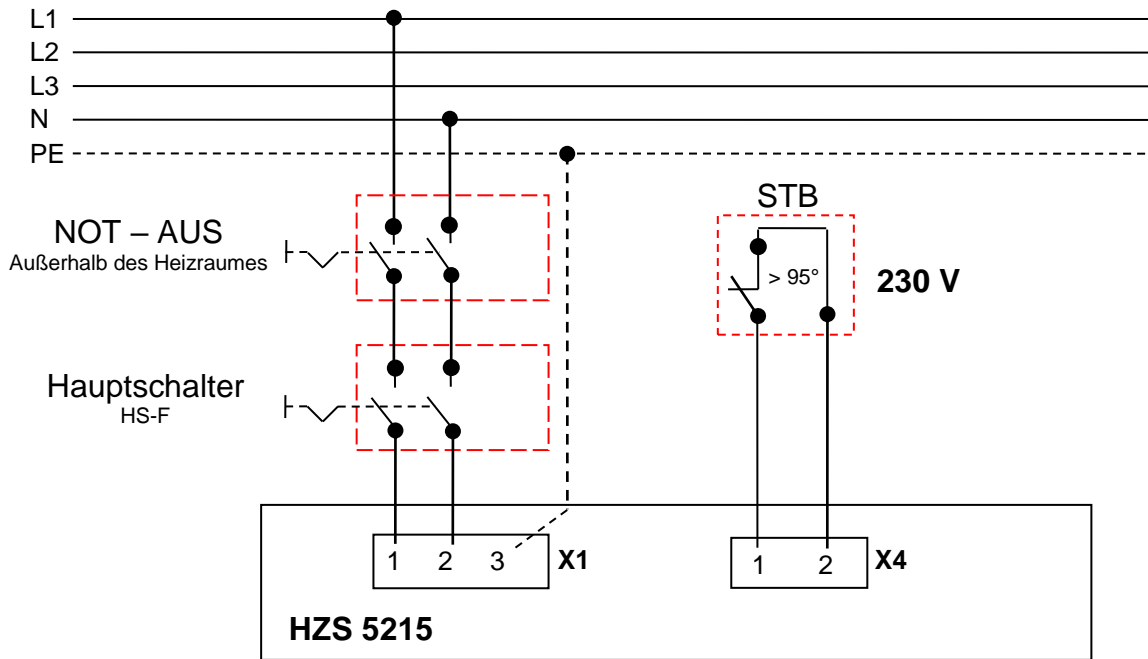 L1
L2
L3
N
PE
NOT – AUS
Außerhalb des Heizraumes
STB
> 95°
230 V
Hauptschalter
HS-F
1 2 3 X1
1 2 X4
HZS 5215